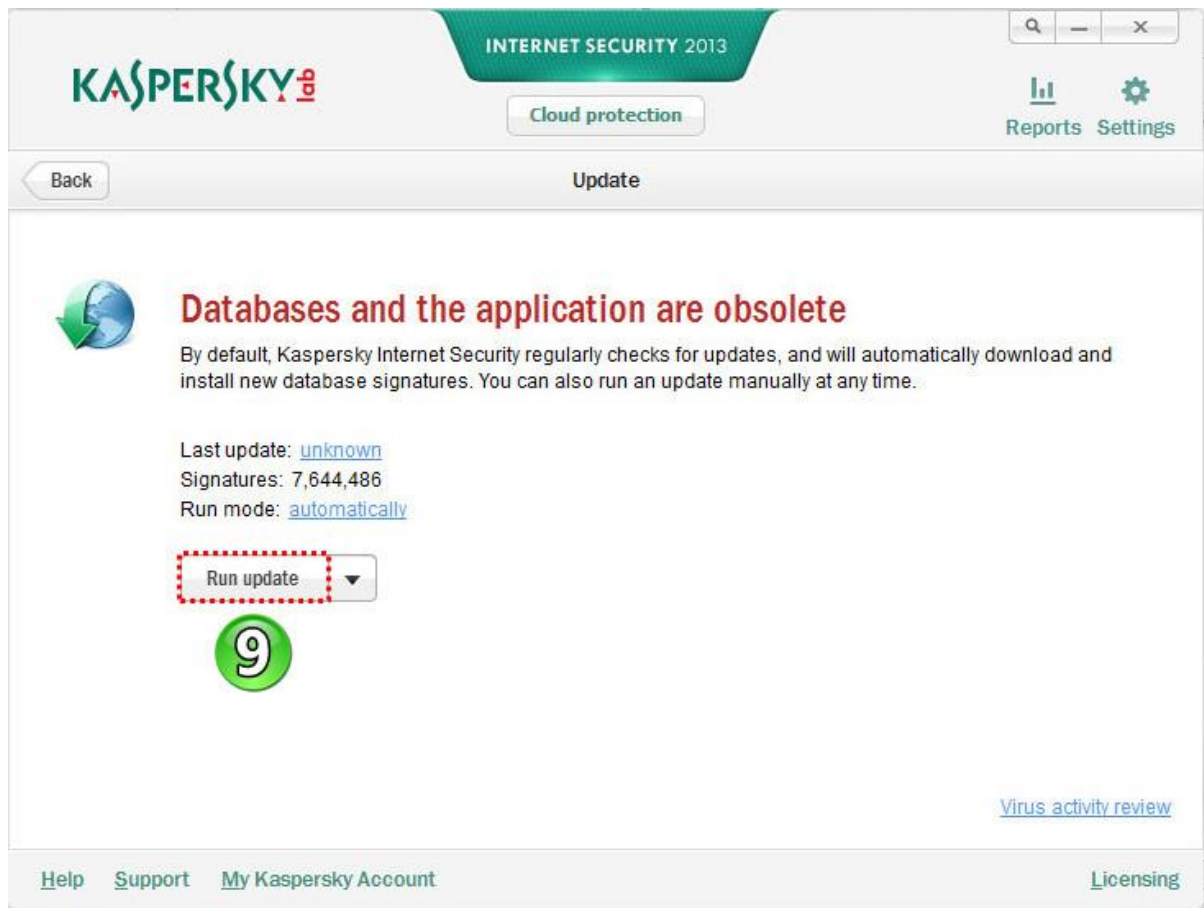 INTERNET SECURITY 2013
KASPERSKY lab
Cloud protection
Reports Settings
Back
Update
Databases and the application are obsolete
By default, Kaspersky Internet Security regularly checks for updates, and will automatically download and
install new database signatures. You can also run an update manually at any time.
Last update: unknown
Signatures: 7,644,486
Run mode: automatically
Run update
9
Virus activity review
Help Support My Kaspersky Account Licensing